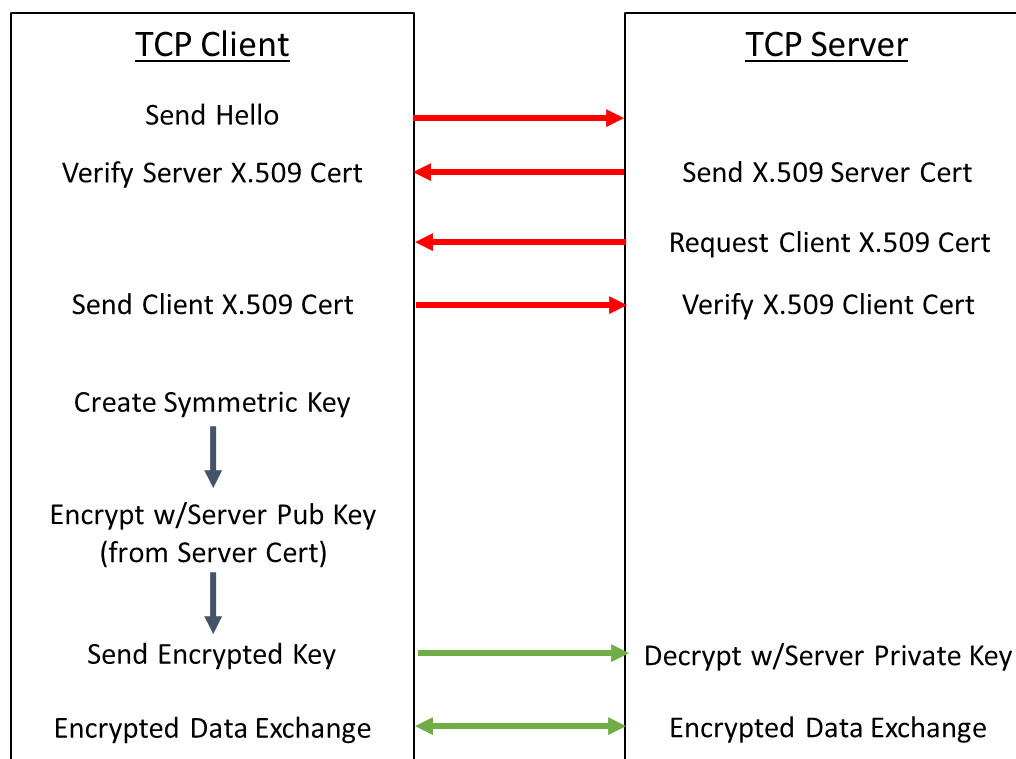 TCP Client
TCP Server
Send Hello
Verify Server X.509 Cert
Send X.509 Server Cert
Request Client X.509 Cert
Send Client X.509 Cert
Verify X.509 Client Cert
Create Symmetric Key
Encrypt w/Server Pub Key
(from Server Cert)
Send Encrypted Key
Decrypt w/Server Private Key
Encrypted Data Exchange
Encrypted Data Exchange